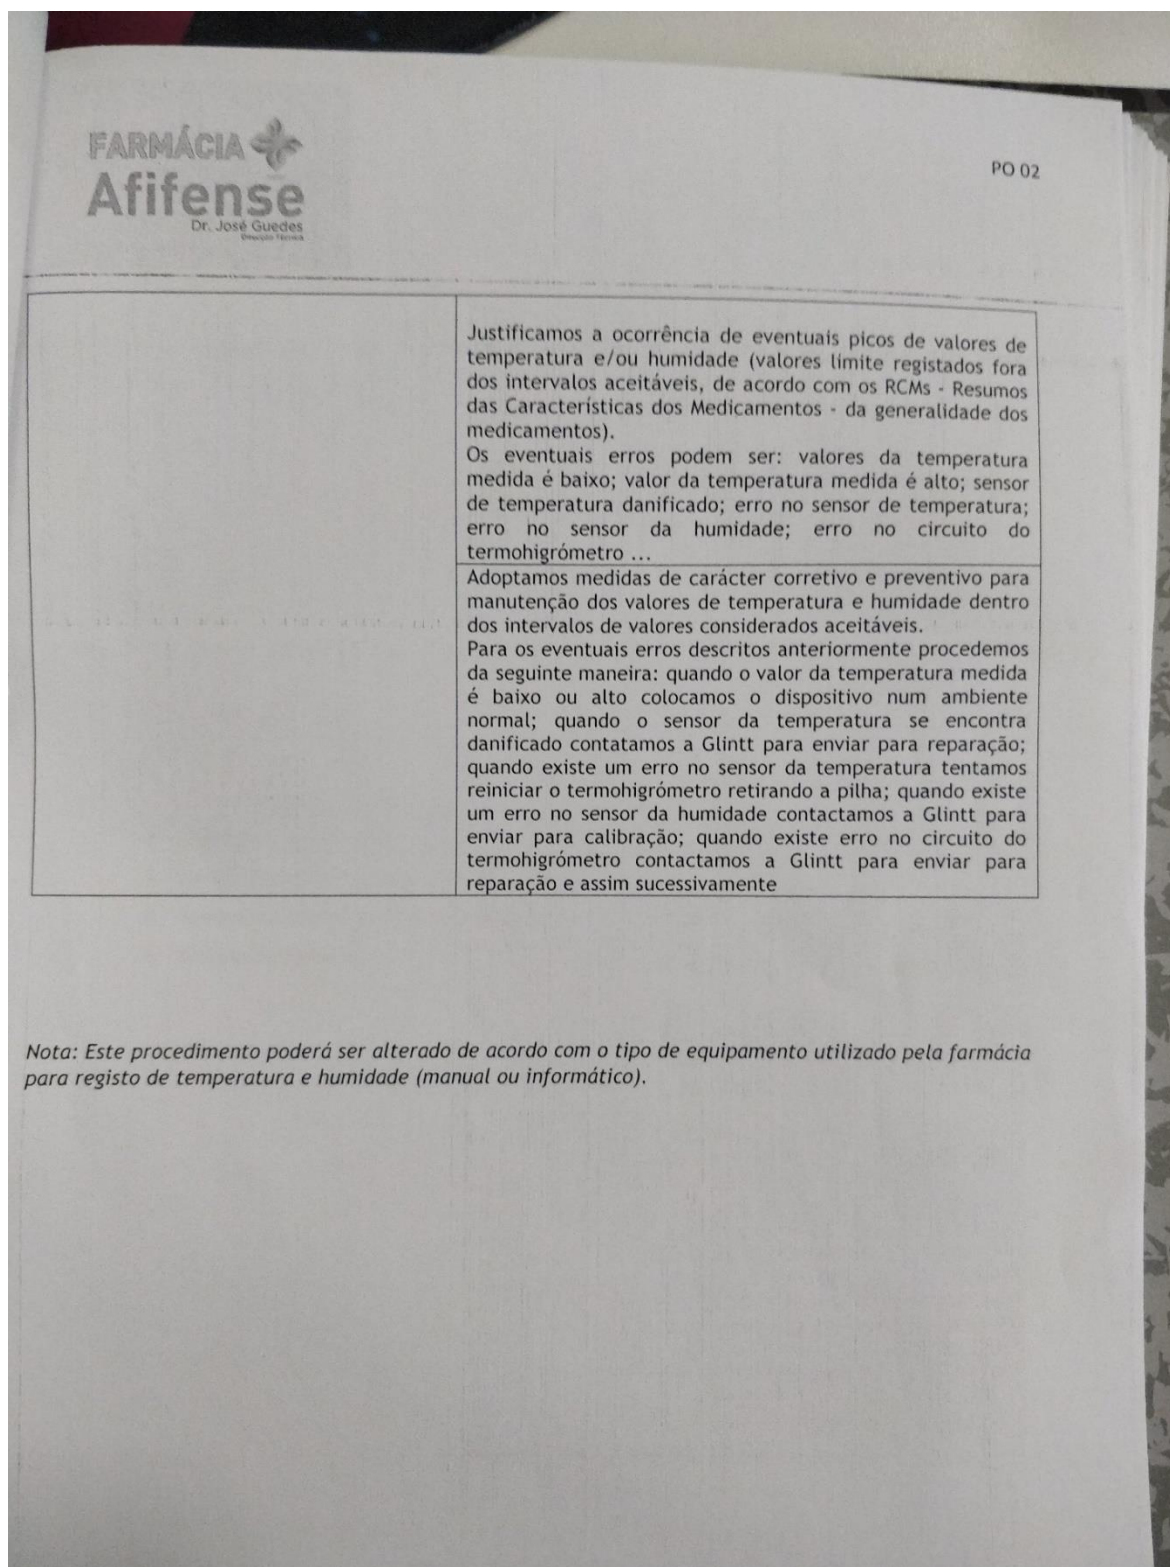 FARMÁCIA
Afifense
Dr. José Guedes
Direcção Técnica
PO 02
Justificamos a ocorrência de eventuais picos de valores de
temperatura e/ou humidade (valores limite registados fora
dos intervalos aceitáveis, de acordo com os RCMs - Resumos
das Características dos Medicamentos - da generalidade dos
medicamentos).
Os eventuais erros podem ser: valores da temperatura
medida é baixo; valor da temperatura medida é alto; sensor
de temperatura danificado; erro no sensor de temperatura;
erro no sensor da humidade; erro no circuito do
termohigrómetro ...
Adoptamos medidas de carácter corretivo e preventivo para
manutenção dos valores de temperatura e humidade dentro
dos intervalos de valores considerados aceitáveis.
Para os eventuais erros descritos anteriormente procedemos
da seguinte maneira: quando o valor da temperatura medida
é baixo ou alto colocamos o dispositivo num ambiente
normal; quando o sensor da temperatura se encontra
danificado contatamos a Glintt para enviar para reparação;
quando existe um erro no sensor da temperatura tentamos
reiniciar o termohigrómetro retirando a pilha; quando existe
um erro no sensor da humidade contactamos a Glintt para
enviar para calibração; quando existe erro no circuito do
termohigrómetro contactamos a Glintt para enviar para
reparação e assim sucessivamente
Nota: Este procedimento poderá ser alterado de acordo com o tipo de equipamento utilizado pela farmácia
para registo de temperatura e humidade (manual ou informático).